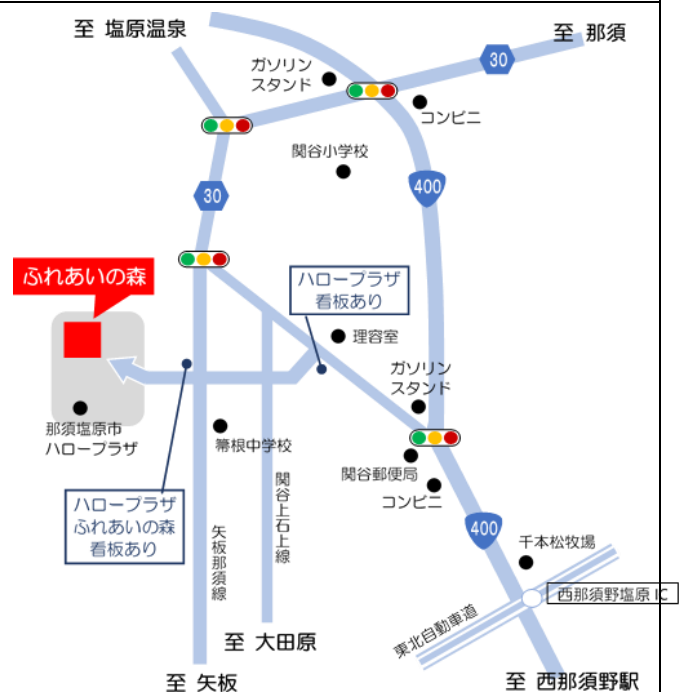 至 塩原温泉
至 那須
ガソリン
スタンド
30
コンビニ
関谷小学校
400
30
ふれあいの森
ハロープラザ
看板あり
理容室
ガソリン
スタンド
那須塩原市
ハロープラザ
箒根中学校
関谷郵便局
コンビニ
ハロープラザ
ふれあいの森
看板あり
関谷上石上線
矢板那須線
400
千本松牧場
西那須野塩原 IC
東北自動車道
至 大田原
至 矢板
至 西那須野駅